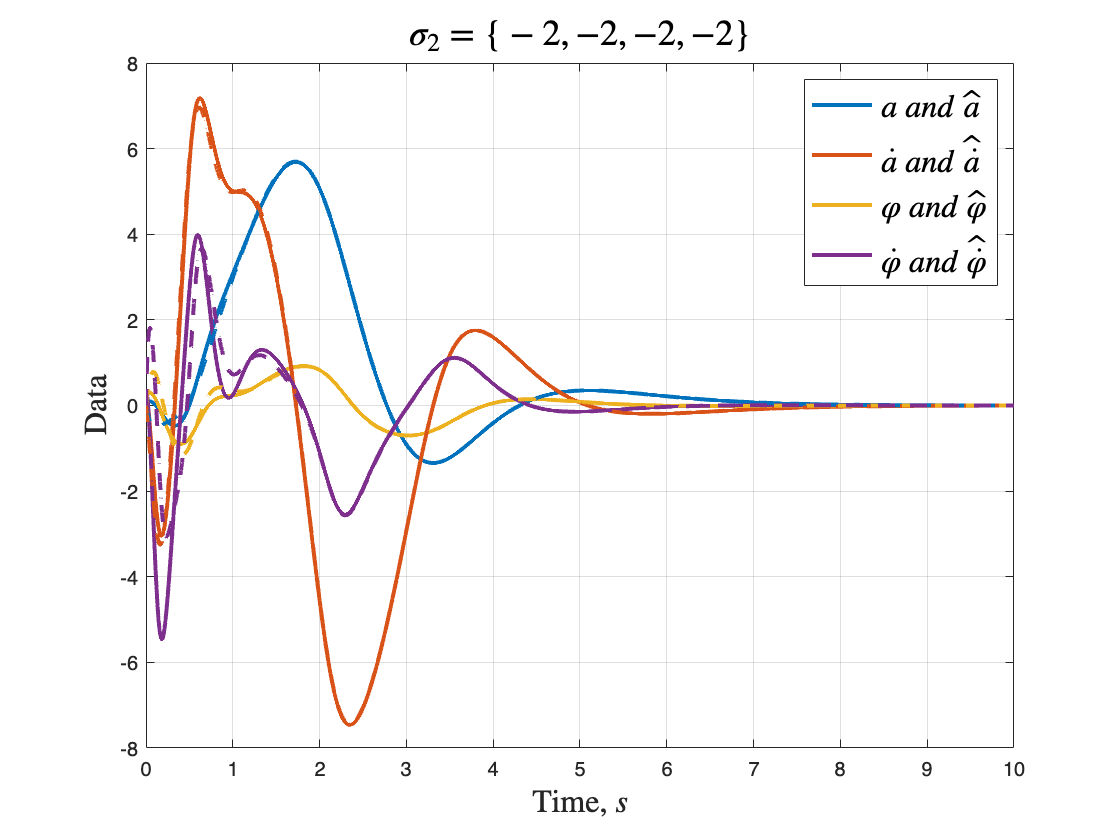 σ₂ = { − 2, −2, −2, −2}
8
6
4
2
0
-2
-4
-6
-8
Data
a and â
ȧ and ȧ̂
φ and φ̂
φ̇ and φ̇̂
0 1 2 3 4 5 6 7 8 9 10
Time, s